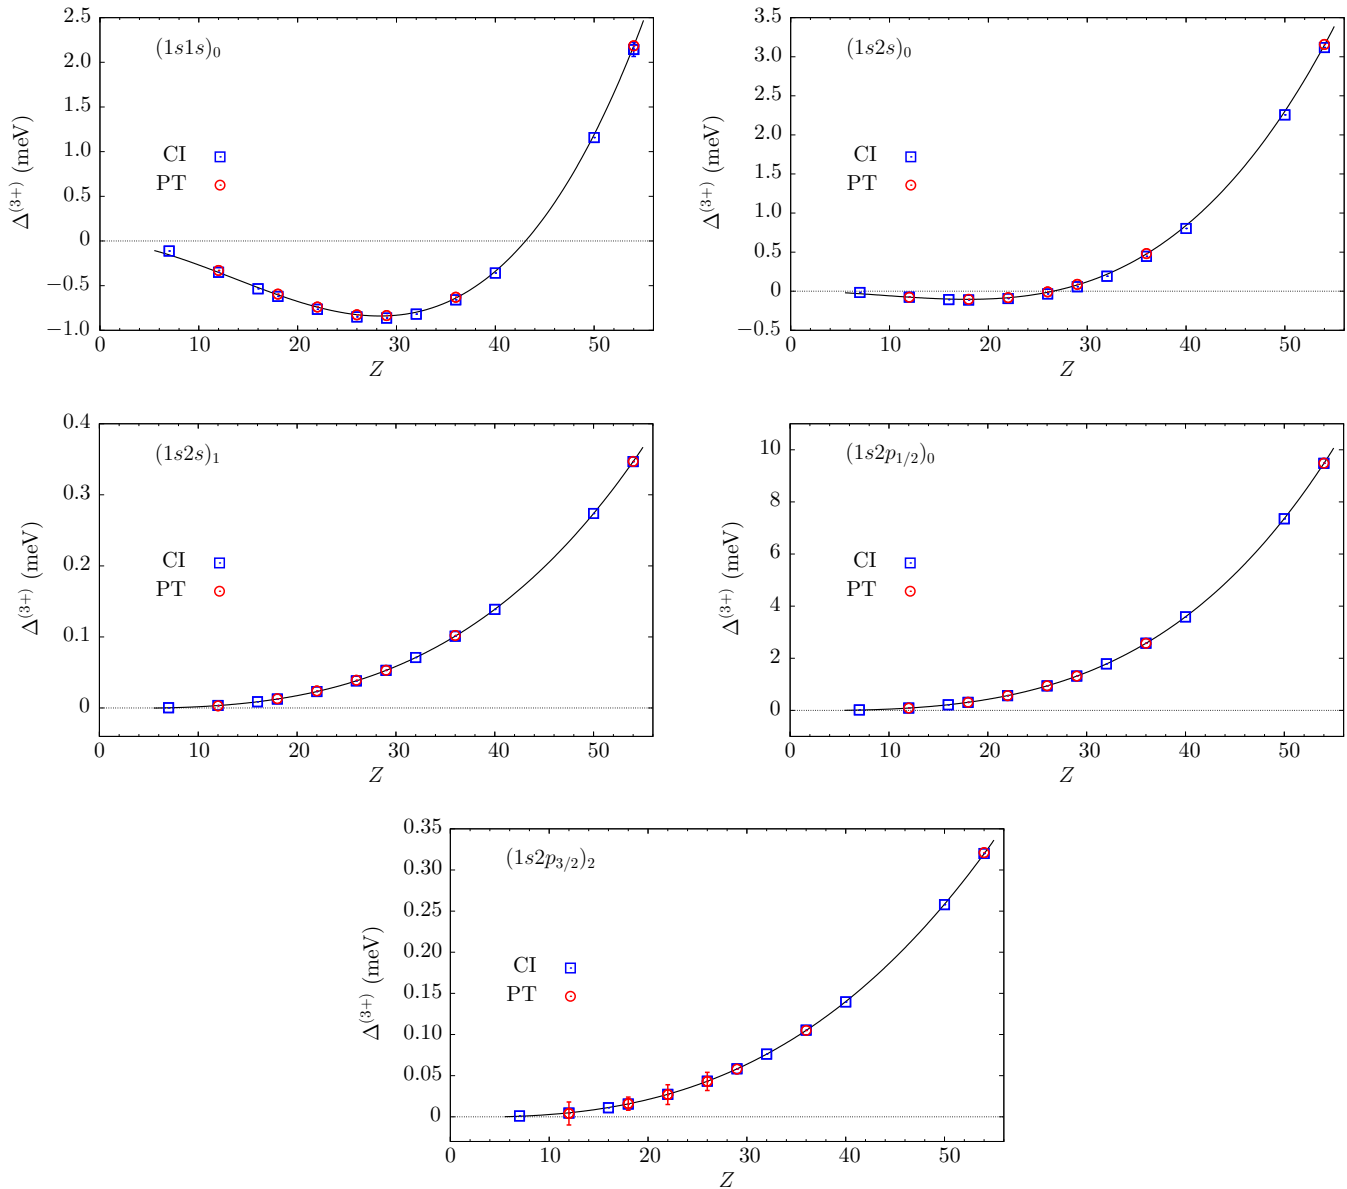 (1s1s)₀
Δ⁽³⁺⁾ (meV)
2.5
2.0
1.5
1.0
0.5
0
−0.5
−1.0
CI
PT
0 10 20 30 40 50
Z
(1s2s)₀
Δ⁽³⁺⁾ (meV)
3.5
3.0
2.5
2.0
1.5
1.0
0.5
0
−0.5
CI
PT
0 10 20 30 40 50
Z
(1s2s)₁
Δ⁽³⁺⁾ (meV)
0.4
0.3
0.2
0.1
0
CI
PT
0 10 20 30 40 50
Z
(1s2p₁/₂)₀
Δ⁽³⁺⁾ (meV)
10
8
6
4
2
0
CI
PT
0 10 20 30 40 50
Z
(1s2p₃/₂)₂
Δ⁽³⁺⁾ (meV)
0.35
0.30
0.25
0.20
0.15
0.10
0.05
0
CI
PT
0 10 20 30 40 50
Z